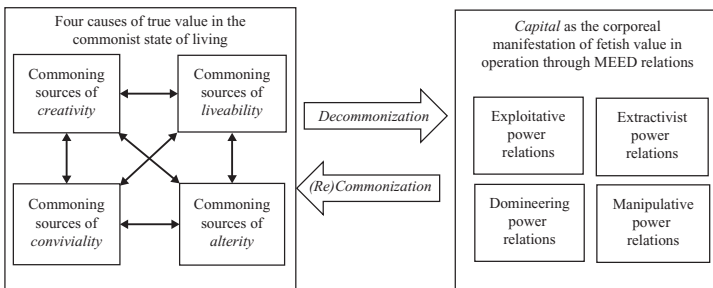 Four causes of true value in the
commonist state of living
Commoning
sources of
creativity
Commoning
sources of
liveability
Commoning
sources of
conviviality
Commoning
sources of
alterity
Decommonization
(Re)Commonization
Capital as the corporeal
manifestation of fetish value in
operation through MEED relations
Exploitative
power
relations
Extractivist
power
relations
Domineering
power
relations
Manipulative
power
relations